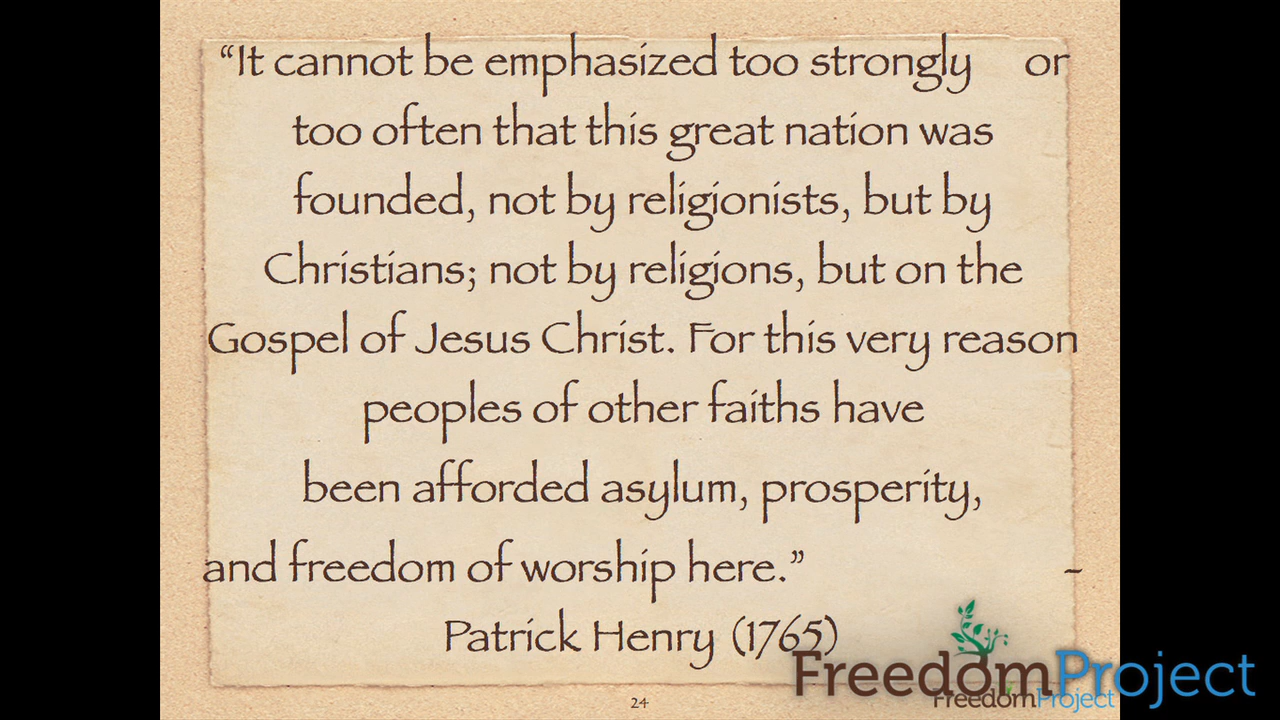 “It cannot be emphasized too strongly or
too often that this great nation was
founded, not by religionists, but by
Christians; not by religions, but on the
Gospel of Jesus Christ. For this very reason
peoples of other faiths have
been afforded asylum, prosperity,
and freedom of worship here.” -
Patrick Henry (1765)
FreedomProject
FreedomProject
24